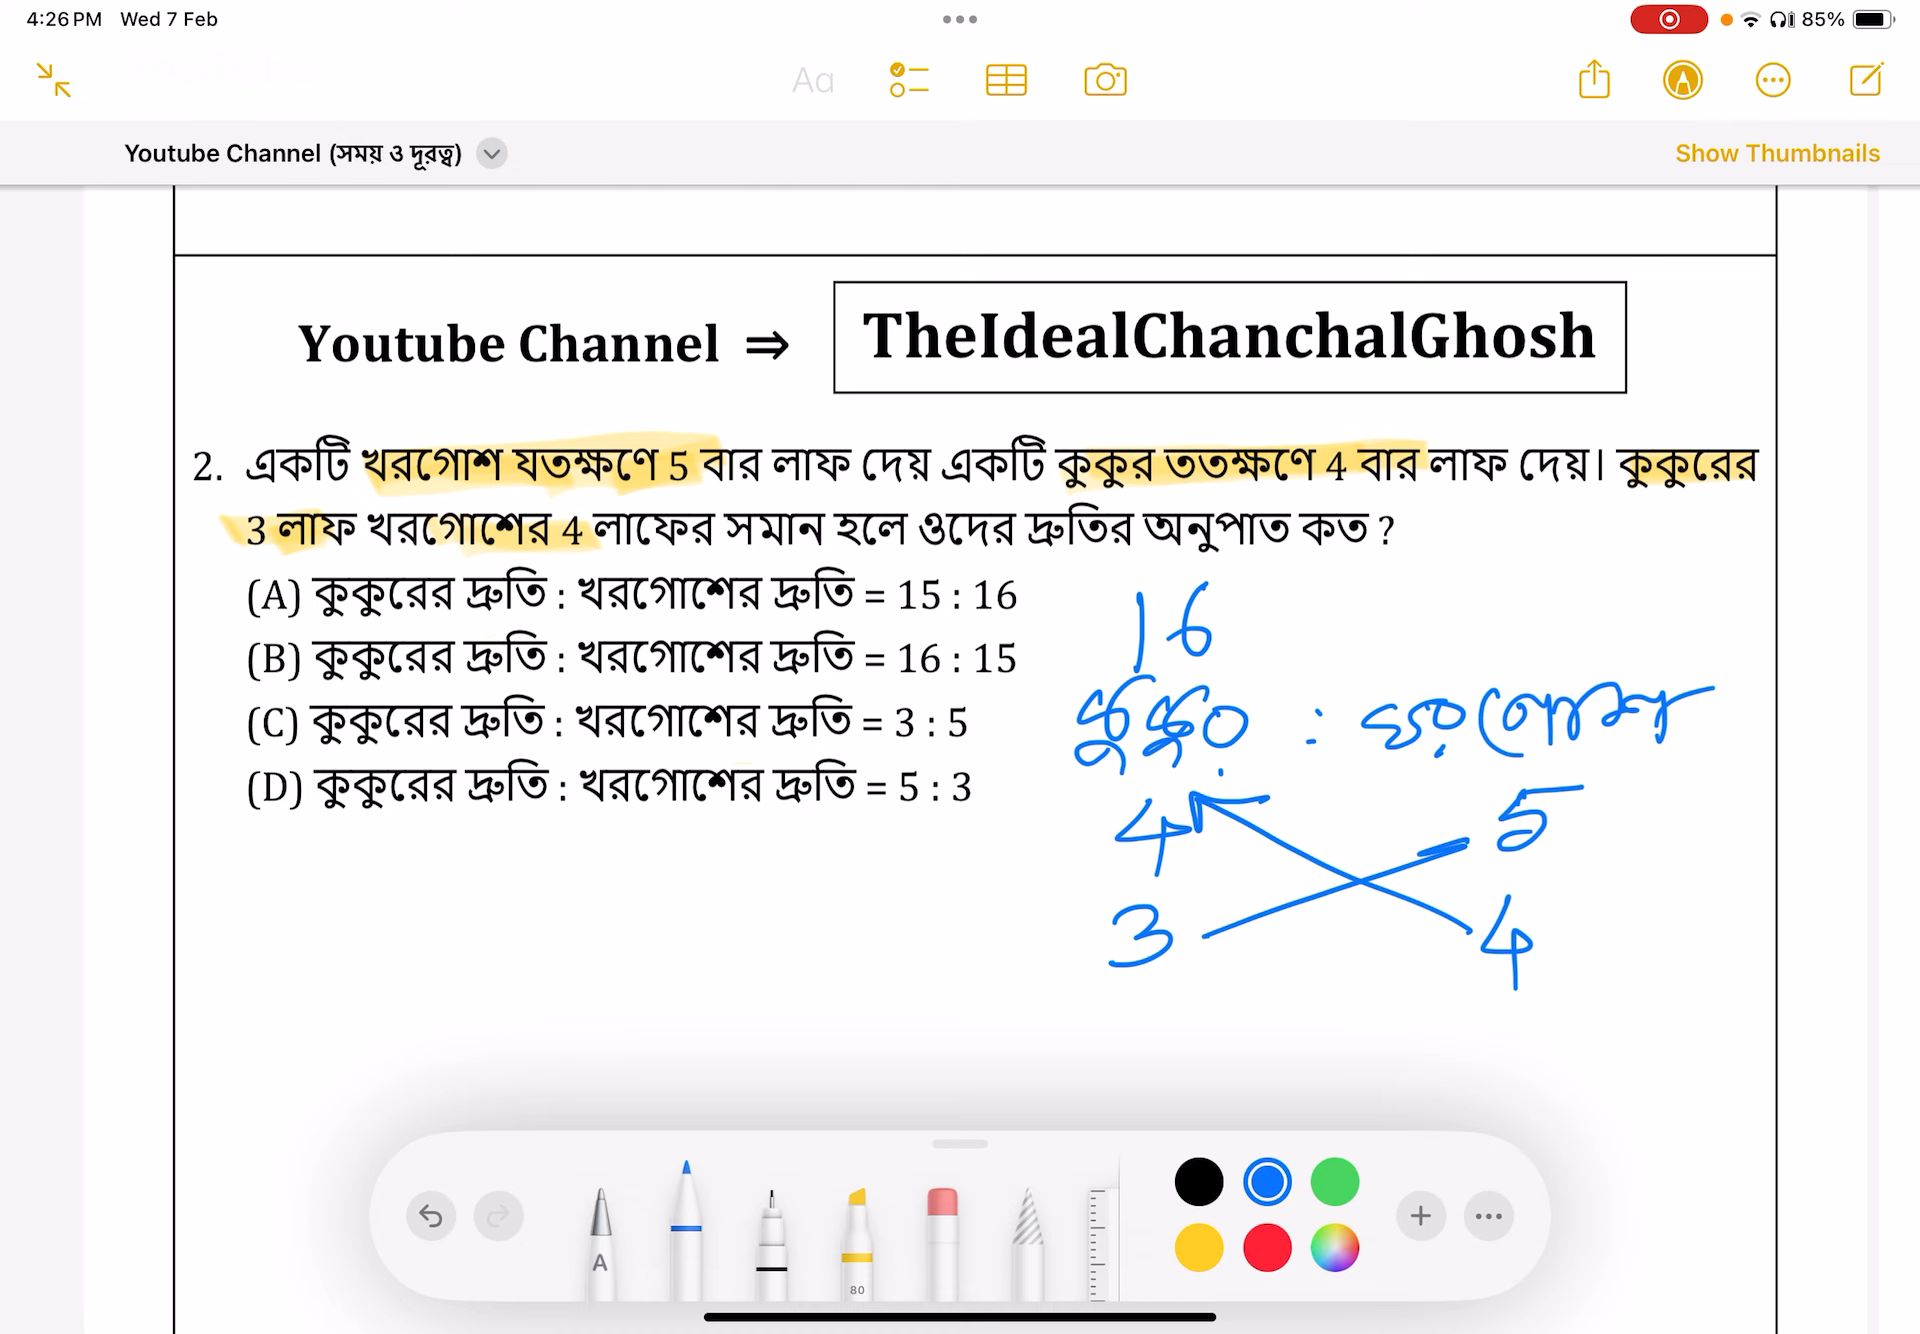 4:26 PM Wed 7 Feb
85%
Aa
Youtube Channel (সময় ও দূরত্ব)
Show Thumbnails
Youtube Channel ⇒ TheIdealChanchalGhosh
2. একটি খরগোশ যতক্ষণে 5 বার লাফ দেয় একটি কুকুর ততক্ষণে 4 বার লাফ দেয়। কুকুরের
3 লাফ খরগোশের 4 লাফের সমান হলে ওদের দ্রুতির অনুপাত কত ?
(A) কুকুরের দ্রুতি : খরগোশের দ্রুতি = 15 : 16
(B) কুকুরের দ্রুতি : খরগোশের দ্রুতি = 16 : 15
(C) কুকুরের দ্রুতি : খরগোশের দ্রুতি = 3 : 5
(D) কুকুরের দ্রুতি : খরগোশের দ্রুতি = 5 : 3
16
কুকুর : খরগোশ
4 5
3 4
A
80